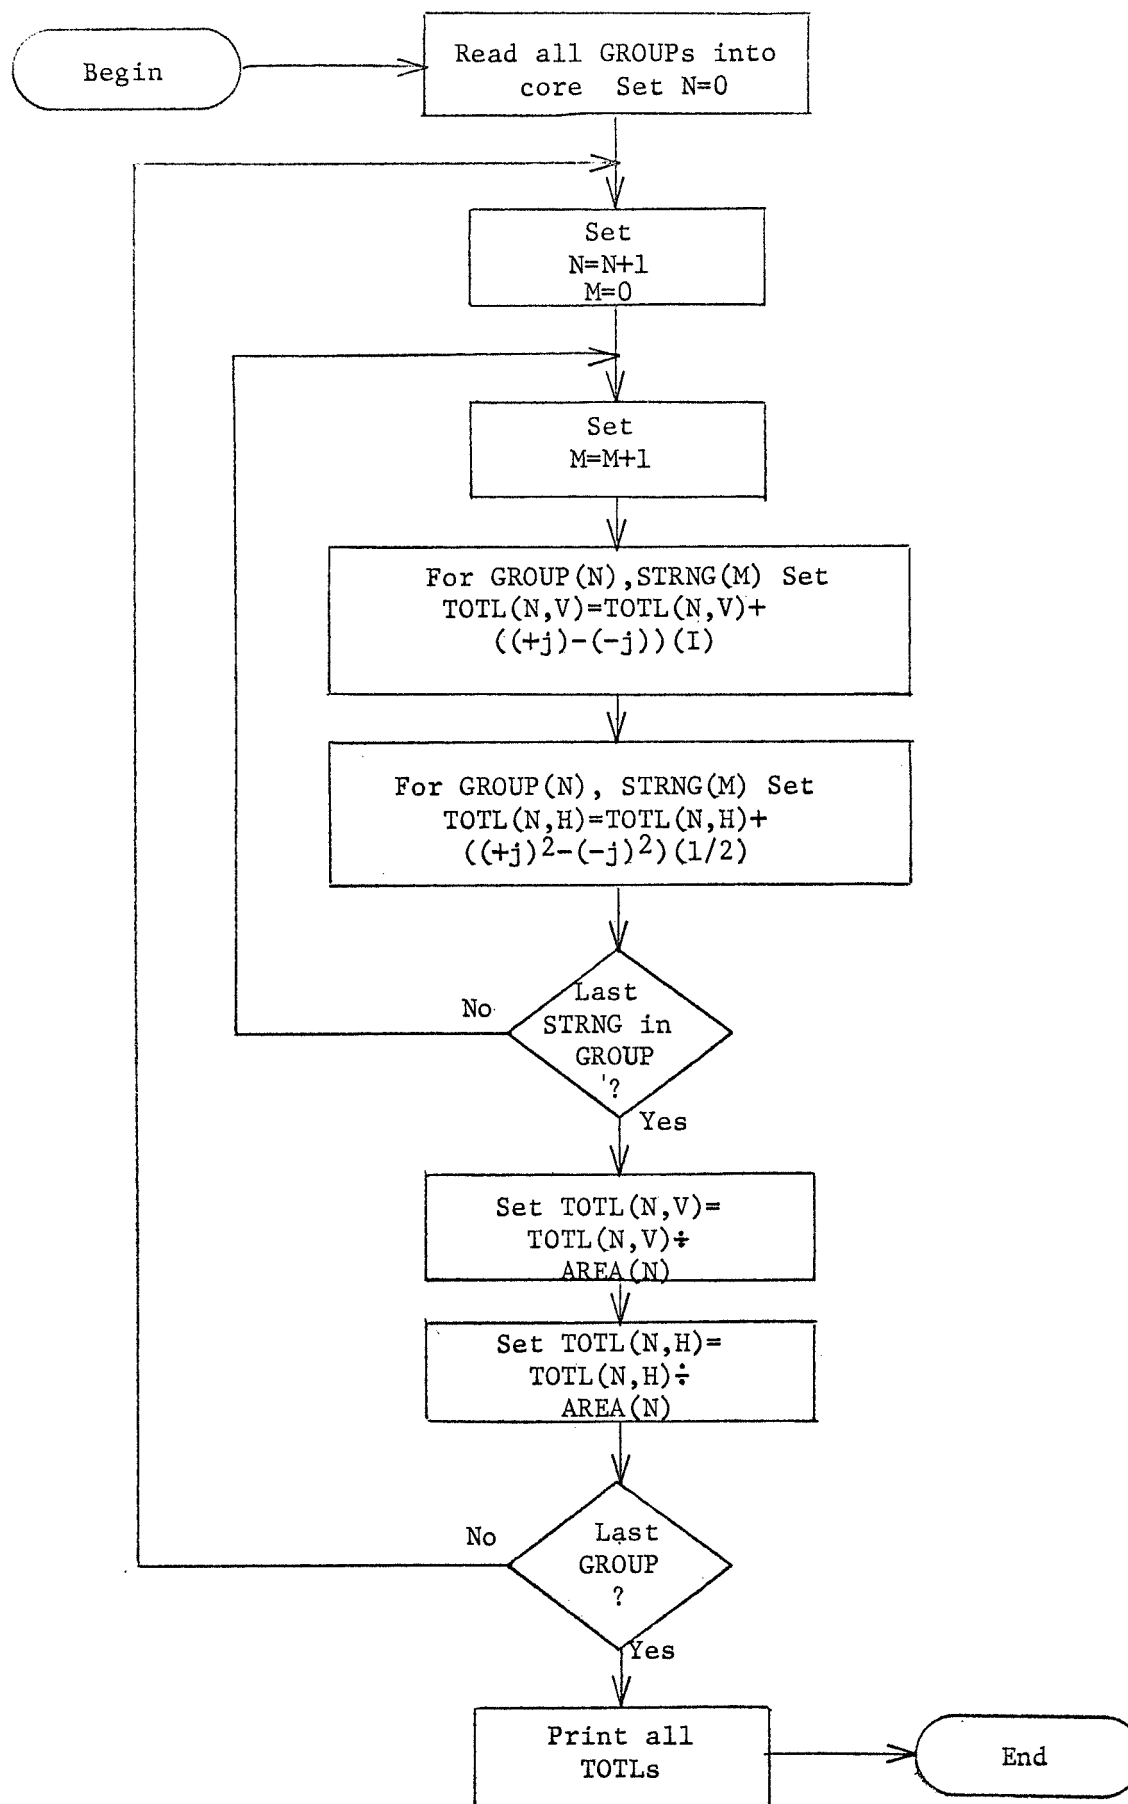 Begin
Read all GROUPs into
core Set N=0
Set
N=N+1
M=0
Set
M=M+1
For GROUP(N),STRNG(M) Set
TOTL(N,V)=TOTL(N,V)+
((+j)-(-j))(I)
For GROUP(N), STRNG(M) Set
TOTL(N,H)=TOTL(N,H)+
((+j)2-(-j)2)(1/2)
No
Last
STRNG in
GROUP
'?
Yes
Set TOTL(N,V)=
TOTL(N,V)÷
AREA(N)
Set TOTL(N,H)=
TOTL(N,H)÷
AREA(N)
No
Last
GROUP
?
Yes
Print all
TOTLs
End